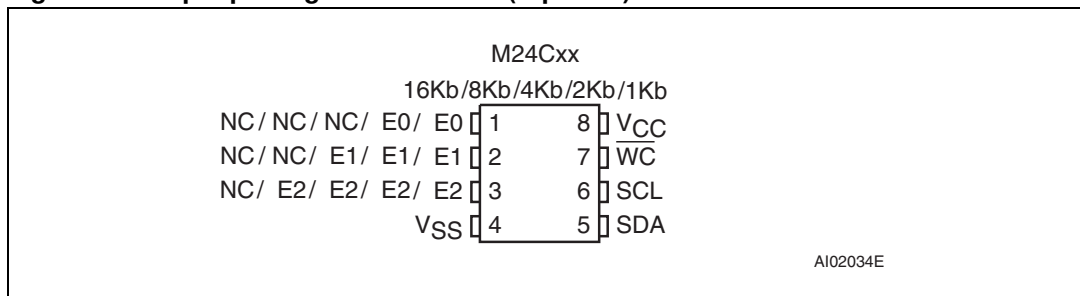 M24Cxx
16Kb/8Kb/4Kb/2Kb/1Kb
NC/ NC/ NC/ E0/ E0 1 8 VCC
NC/ NC/ E1/ E1/ E1 2 7 WC
NC/ E2/ E2/ E2/ E2 3 6 SCL
VSS 4 5 SDA
AI02034E